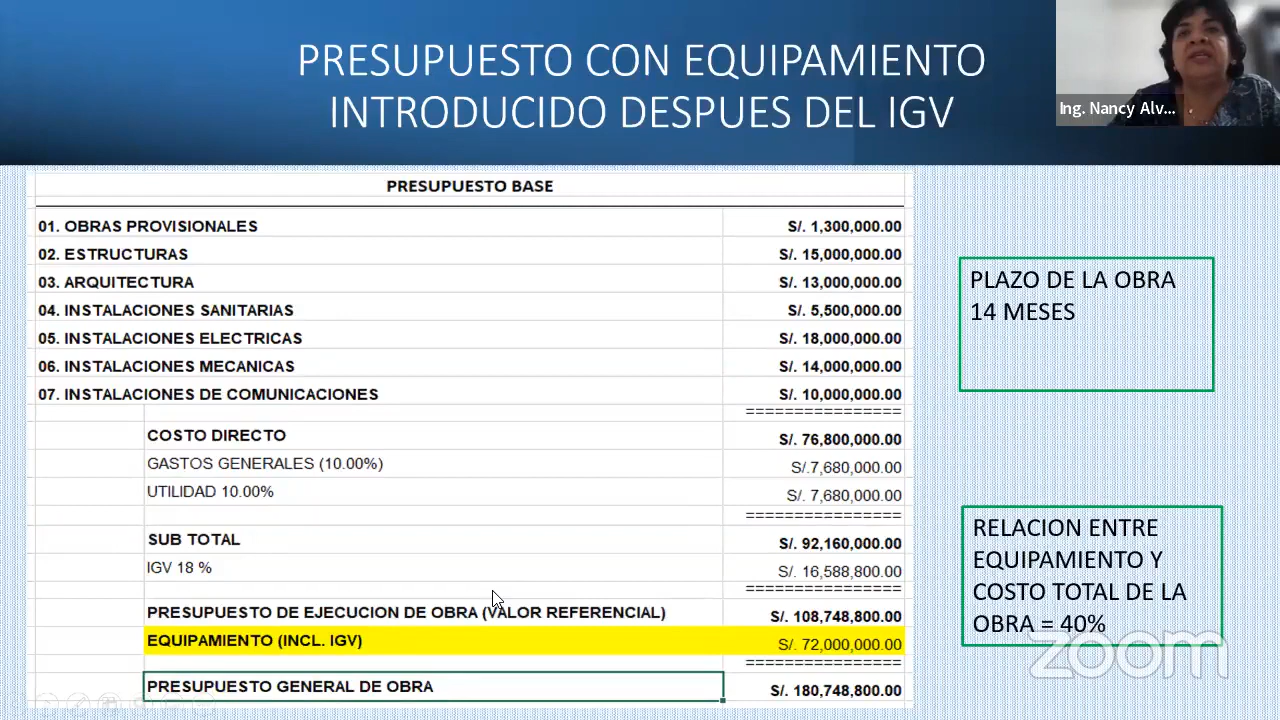 PRESUPUESTO CON EQUIPAMIENTO
INTRODUCIDO DESPUES DEL IGV
Ing. Nancy Alv...
PRESUPUESTO BASE
01. OBRAS PROVISIONALES S/. 1,300,000.00
02. ESTRUCTURAS S/. 15,000,000.00
03. ARQUITECTURA S/. 13,000,000.00
04. INSTALACIONES SANITARIAS S/. 5,500,000.00
05. INSTALACIONES ELECTRICAS S/. 18,000,000.00
06. INSTALACIONES MECANICAS S/. 14,000,000.00
07. INSTALACIONES DE COMUNICACIONES S/. 10,000,000.00
================
COSTO DIRECTO S/. 76,800,000.00
GASTOS GENERALES (10.00%) S/.7,680,000.00
UTILIDAD 10.00% S/. 7,680,000.00
================
SUB TOTAL S/. 92,160,000.00
IGV 18 % S/. 16,588,800.00
================
PRESUPUESTO DE EJECUCION DE OBRA (VALOR REFERENCIAL) S/. 108,748,800.00
EQUIPAMIENTO (INCL. IGV) S/. 72,000,000.00
================
PRESUPUESTO GENERAL DE OBRA S/. 180,748,800.00
PLAZO DE LA OBRA
14 MESES
RELACION ENTRE
EQUIPAMIENTO Y
COSTO TOTAL DE LA
OBRA = 40%
zoom